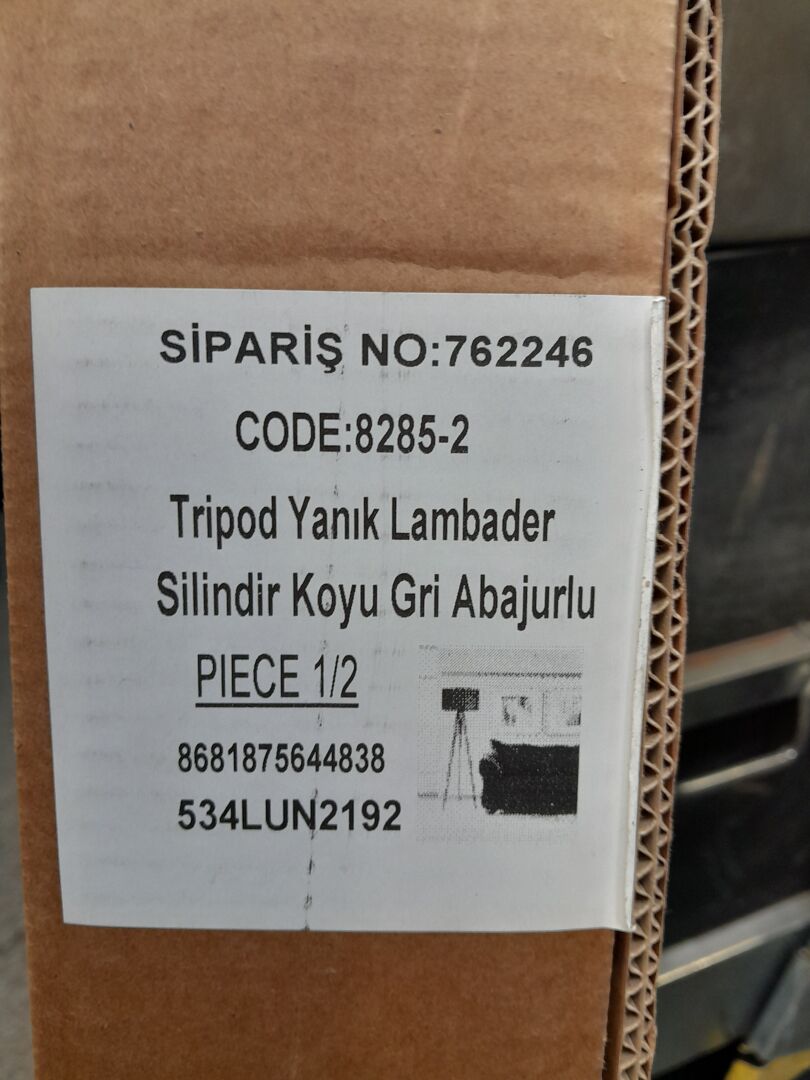 SİPARİŞ NO:762246
CODE:8285-2
Tripod Yanık Lambader
Silindir Koyu Gri Abajurlu
PIECE 1/2
8681875644838
534LUN2192